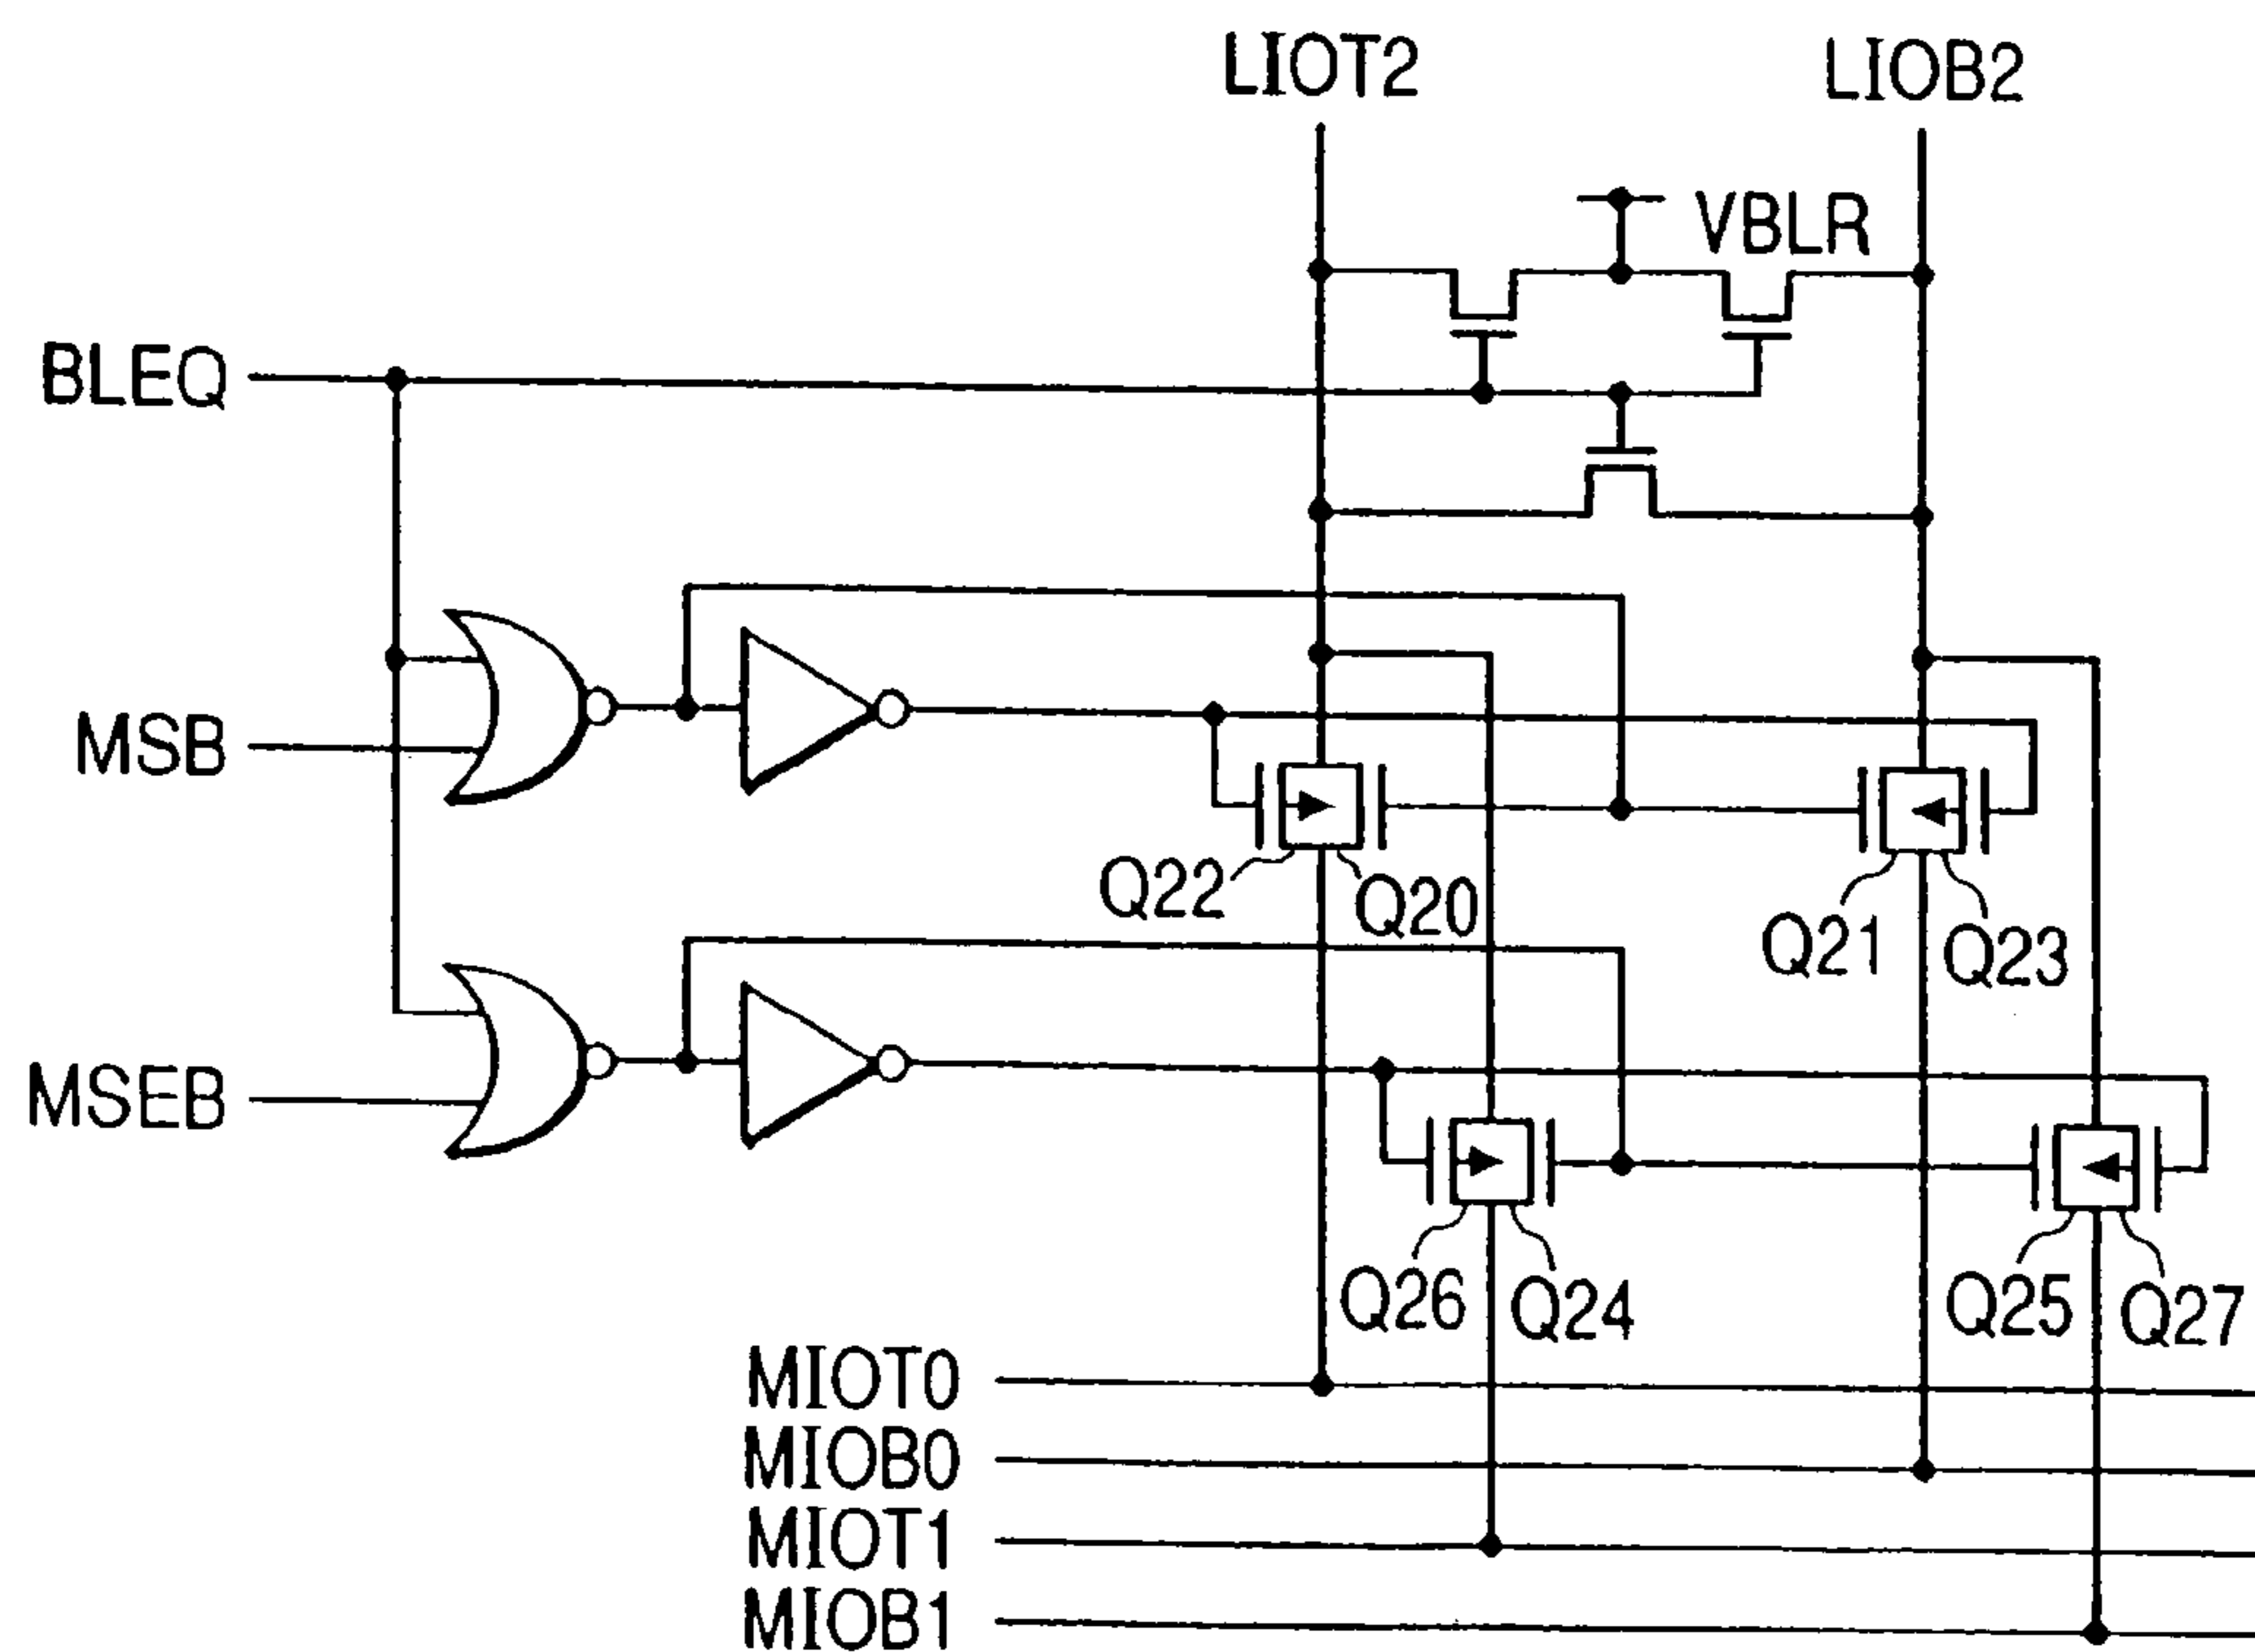 LIOT2
LIOB2
VBLR
BLEQ
MSB
Q22
Q20
Q21
Q23
MSEB
Q26
Q24
Q25
Q27
MIOT0
MIOB0
MIOT1
MIOB1